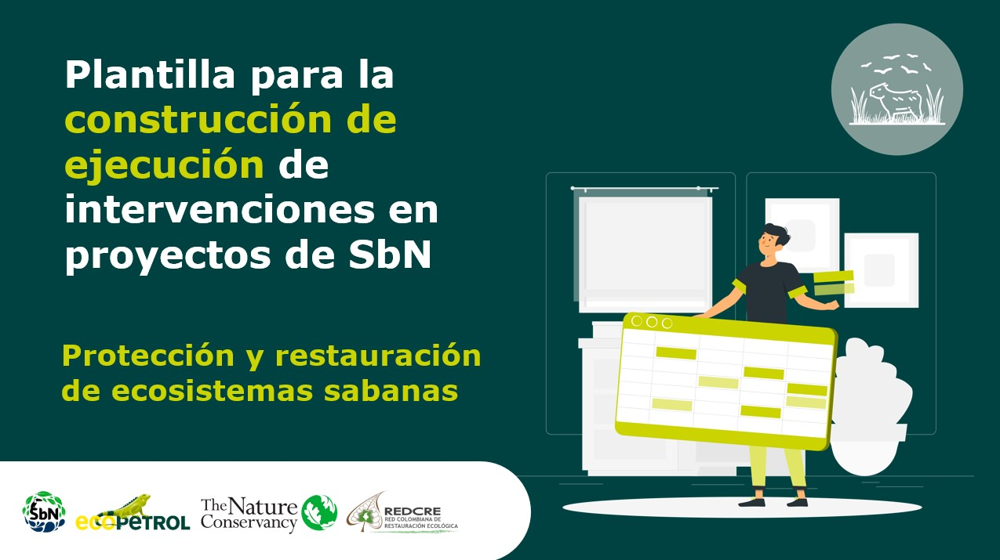 Plantilla para la
construcción de
ejecución de
intervenciones en
proyectos de SbN
Protección y restauración
de ecosistemas sabanas
SbN
ecoPETROL
The Nature
Conservancy
REDCRE
RED COLOMBIANA DE
RESTAURACIÓN ECOLÓGICA